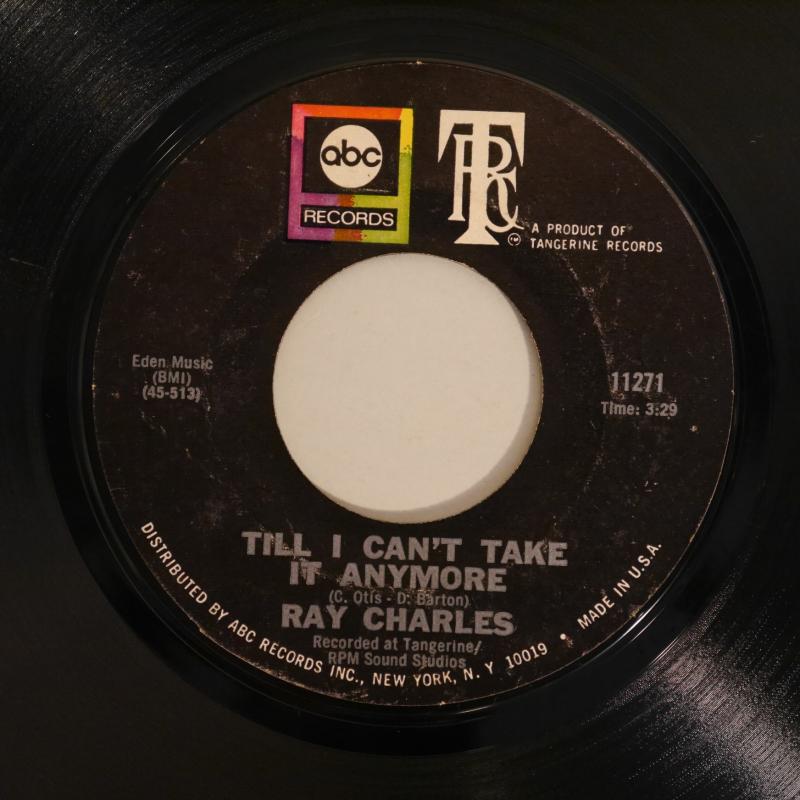 abc
RECORDS
TRC
A PRODUCT OF
TANGERINE RECORDS
Eden Music
(BMI)
(45-513)
11271
Time: 3:29
TILL I CAN'T TAKE
IT ANYMORE
(C. Otis - D. Barton)
RAY CHARLES
Recorded at Tangerine/
RPM Sound Studios
DISTRIBUTED BY ABC RECORDS INC., NEW YORK, N. Y 10019 • MADE IN U.S.A.